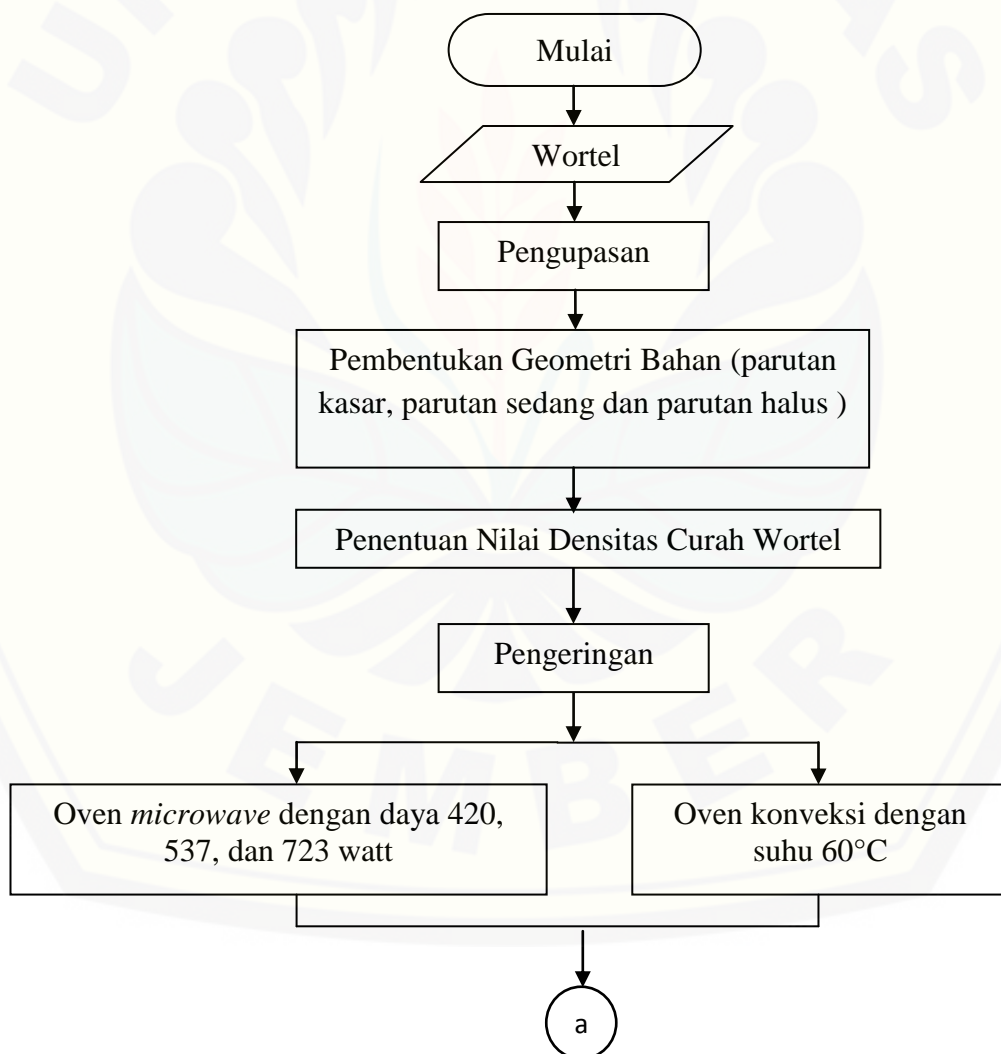 Mulai
Wortel
Pengupasan
Pembentukan Geometri Bahan (parutan
kasar, parutan sedang dan parutan halus )
Penentuan Nilai Densitas Curah Wortel
Pengeringan
Oven microwave dengan daya 420,
537, dan 723 watt
Oven konveksi dengan
suhu 60°C
a
JEMBER